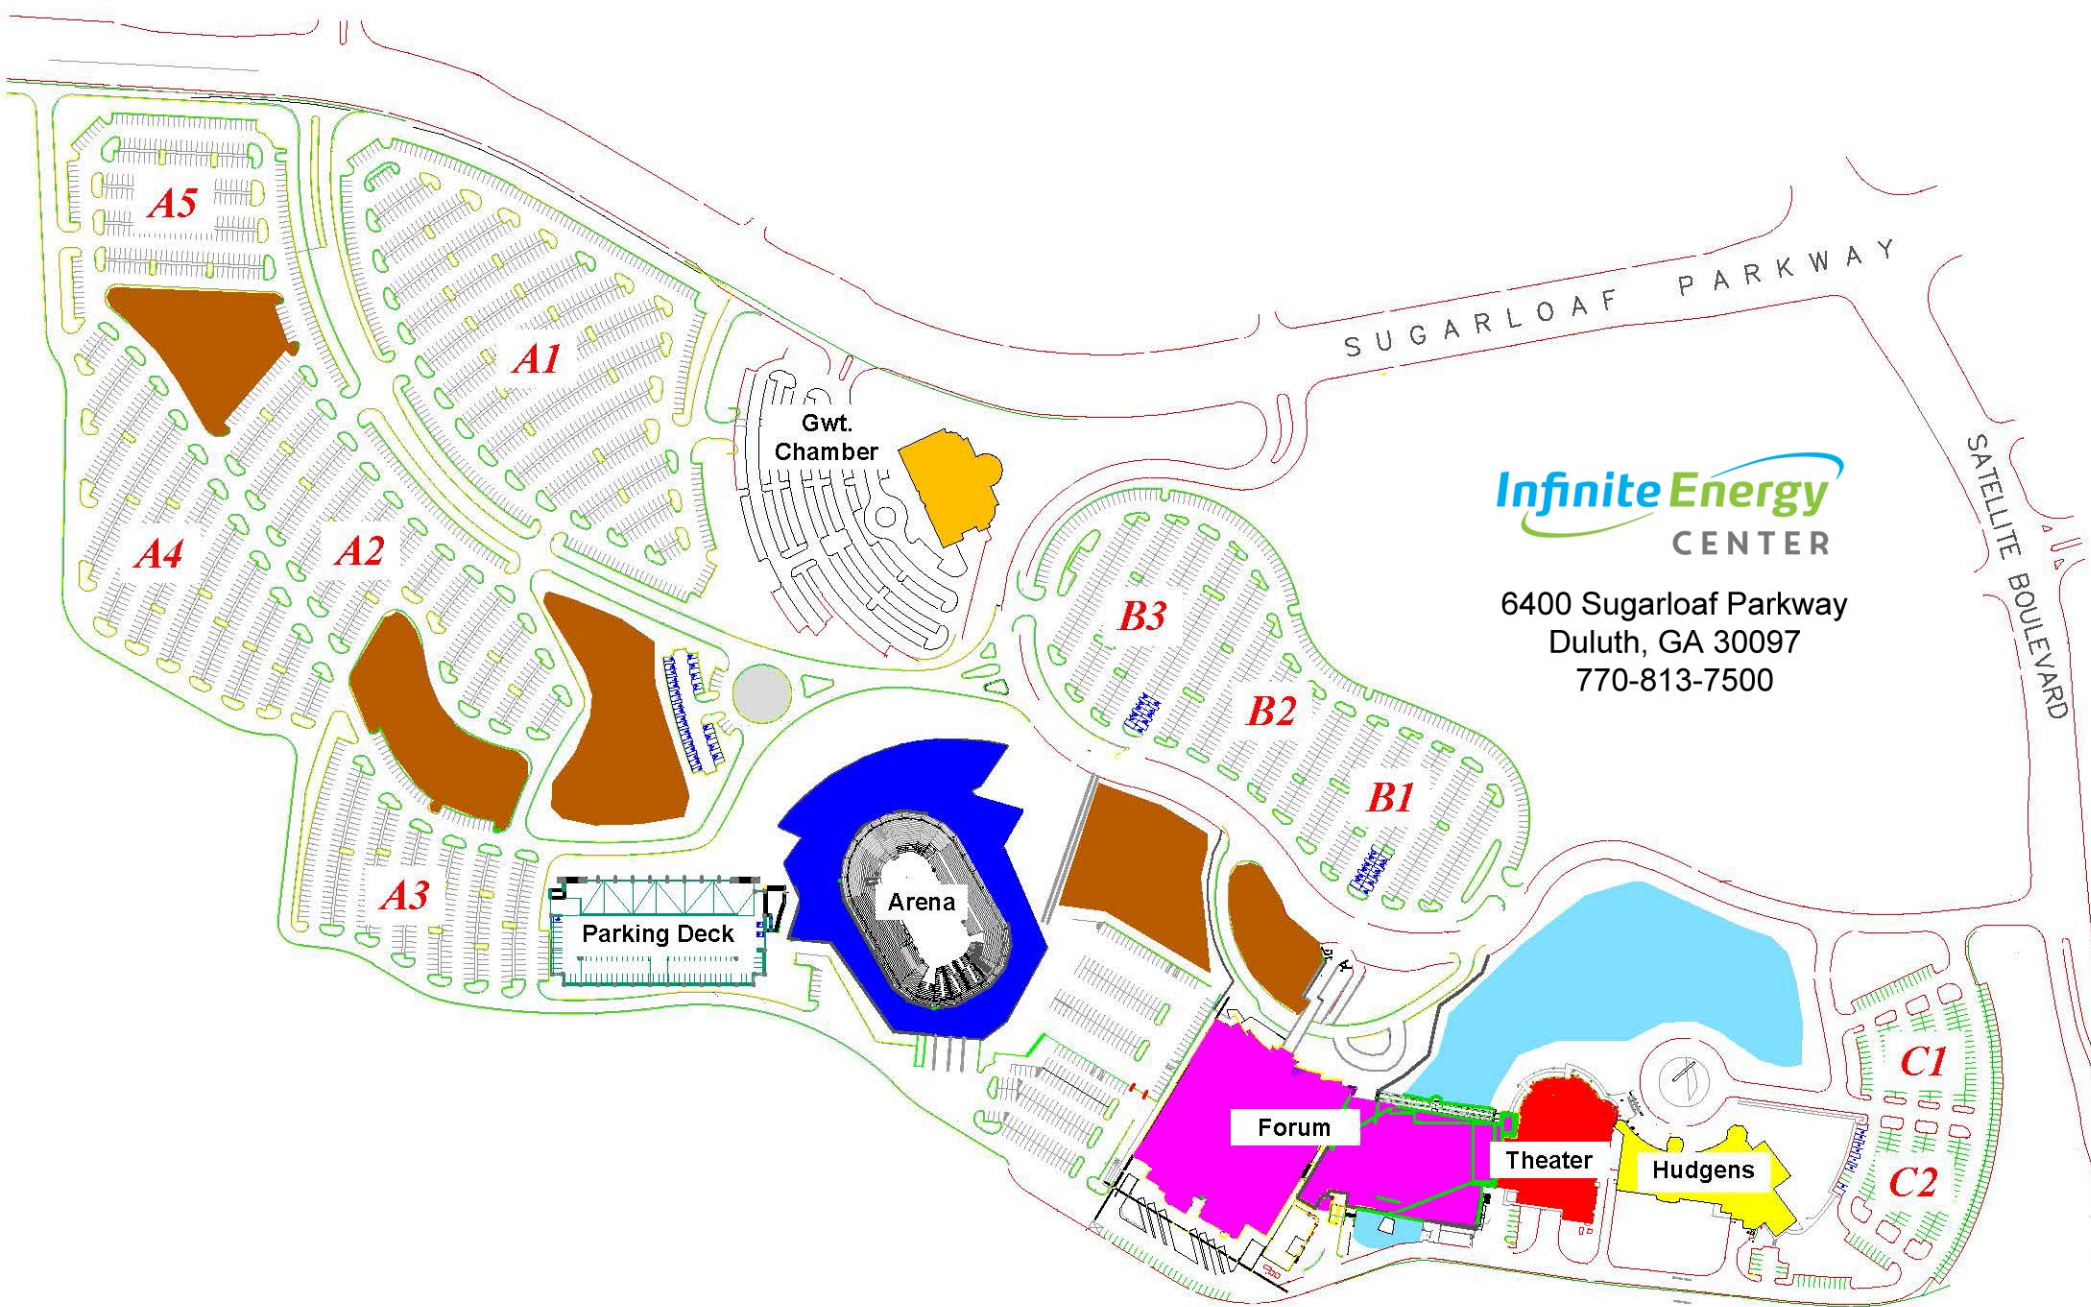 A5
A1
SUGARLOAF PARKWAY
Gwt.
Chamber
Infinite Energy
CENTER
SATELLITE BOULEVARD
6400 Sugarloaf Parkway
Duluth, GA 30097
770-813-7500
A4
A2
B3
B2
B1
A3
Parking Deck
Arena
C1
Forum
Theater
Hudgens
C2